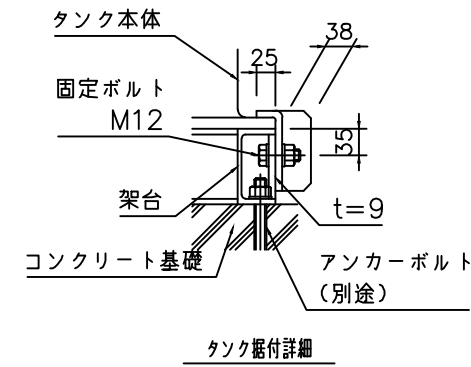 タンク本体
38
25
固定ボルト
M12
35
架台
t=9
コンクリート基礎
アンカーボルト
(別途)
タンク据付詳細